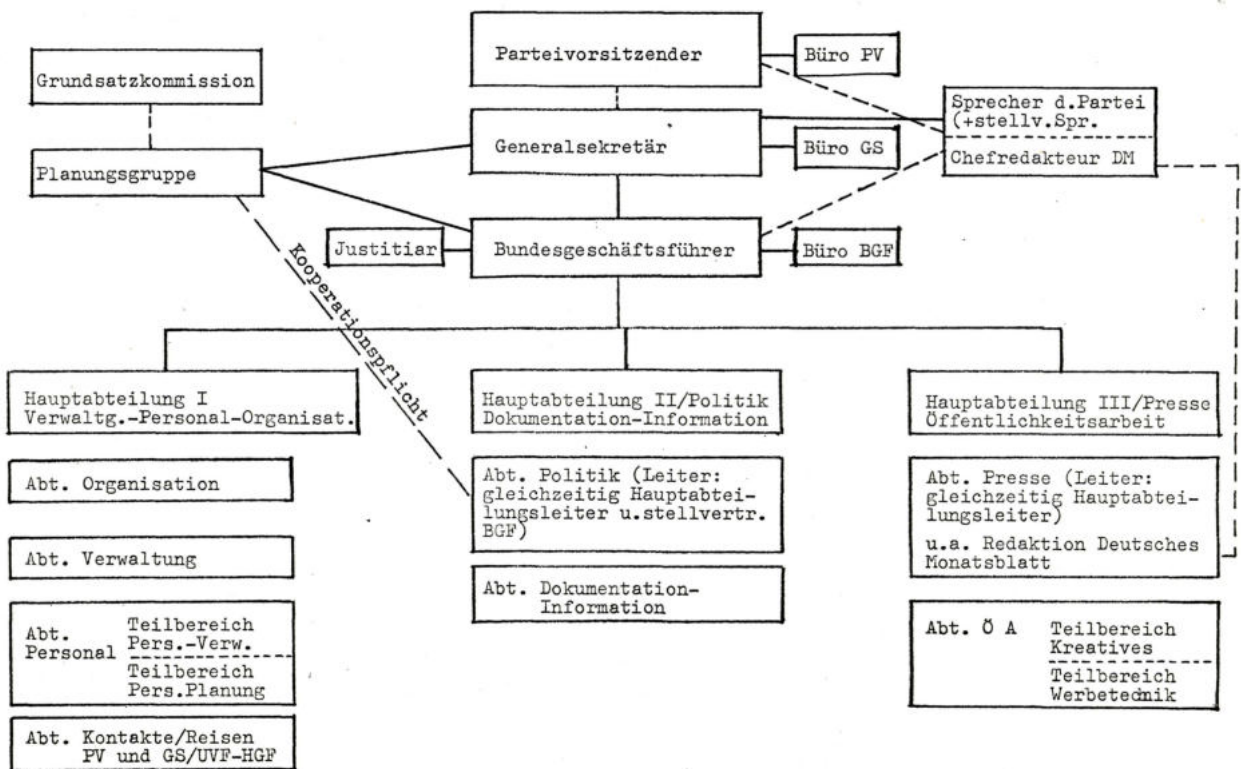 Parteivorsitzender
Büro PV
Grundsatzkommission
Sprecher d.Partei
(+stellv.Spr.
Chefredakteur DM
Generalsekretär
Büro GS
Planungsgruppe
Justitiar
Bundesgeschäftsführer
Büro BGF
Kooperationspflicht
Hauptabteilung I
Verwaltg.-Personal-Organisat.
Abt. Organisation
Abt. Verwaltung
Abt.
Personal
Teilbereich
Pers.-Verw.
Teilbereich
Pers.Planung
Abt. Kontakte/Reisen
PV und GS/UVF-HGF
Hauptabteilung II/Politik
Dokumentation-Information
Abt. Politik (Leiter:
gleichzeitig Hauptabtei-
lungsleiter u.stellvertr.
BGF)
Abt. Dokumentation-
Information
Hauptabteilung III/Presse
Öffentlichkeitsarbeit
Abt. Presse (Leiter:
gleichzeitig Hauptabtei-
lungsleiter)
u.a. Redaktion Deutsches
Monatsblatt
Abt. Ö A
Teilbereich
Kreatives
Teilbereich
Werbetednik